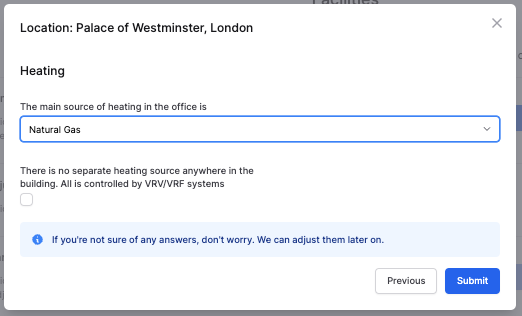 Facilities
Location: Palace of Westminster, London
Heating
The main source of heating in the office is
Natural Gas
There is no separate heating source anywhere in the
building. All is controlled by VRV/VRF systems
If you're not sure of any answers, don't worry. We can adjust them later on.
Previous
Submit